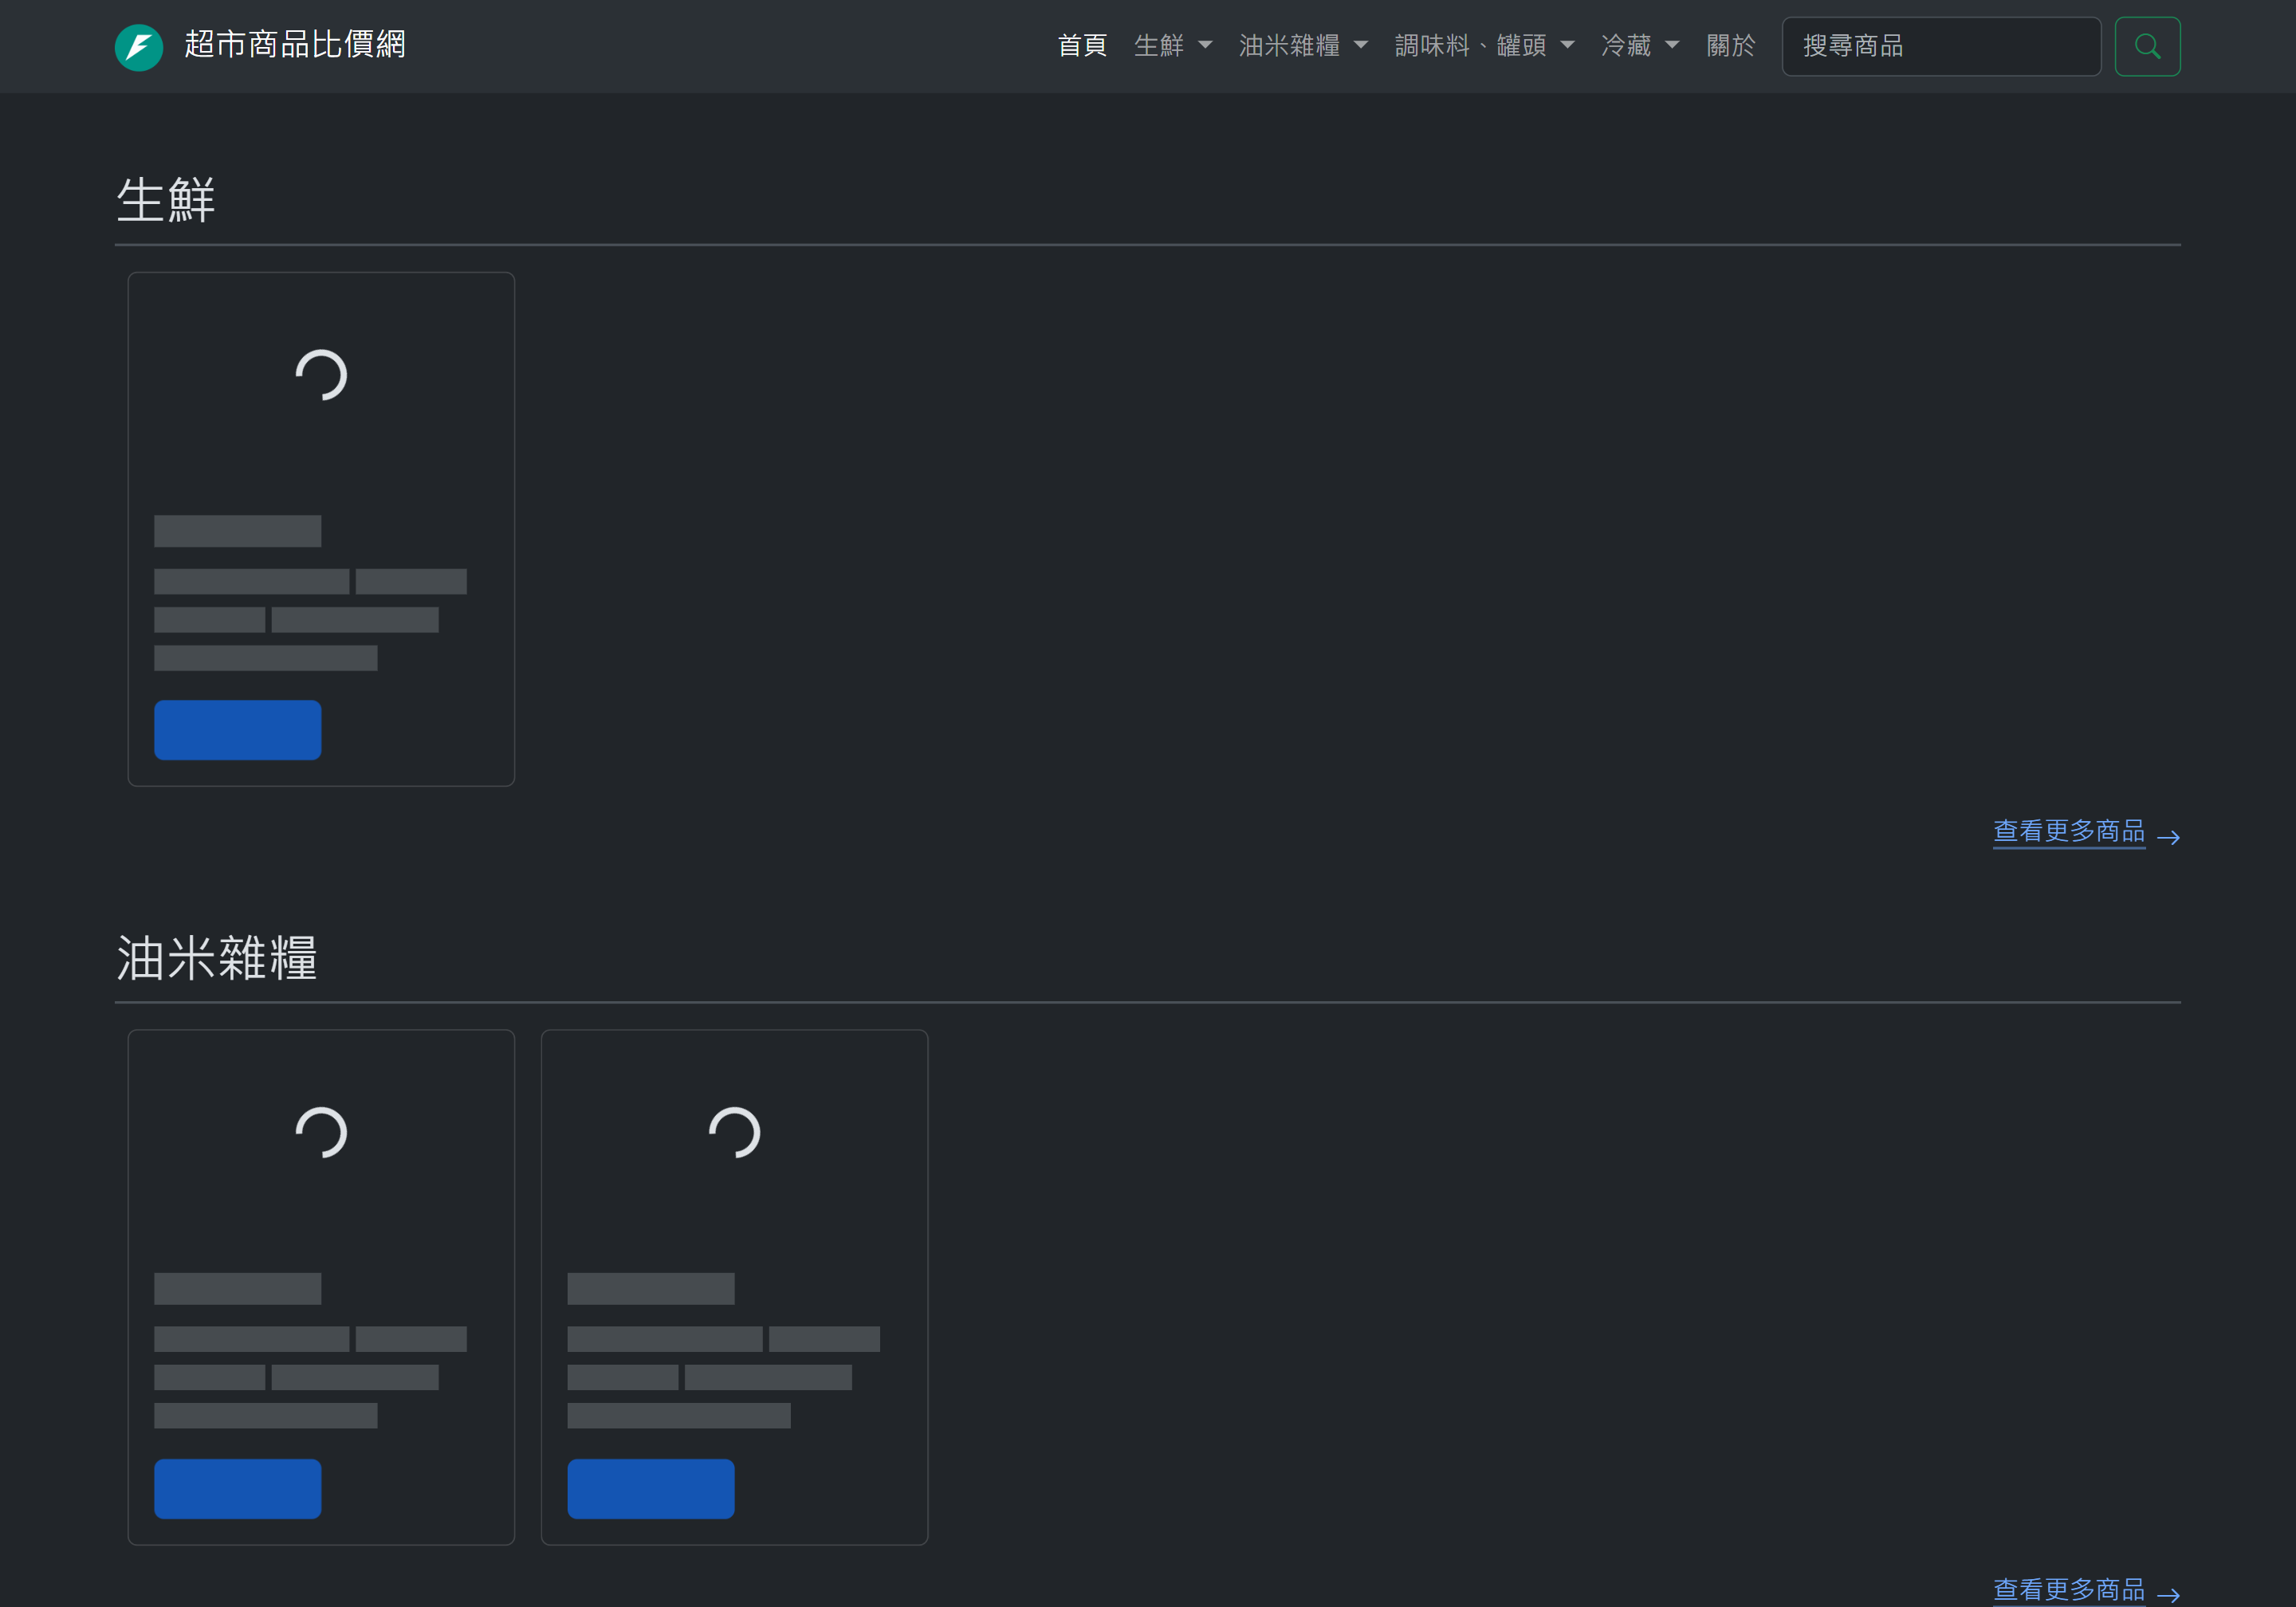 超市商品比價網
首頁 生鮮 油米雜糧 調味料、罐頭 冷藏 關於 搜尋商品
生鮮
查看更多商品 →
油米雜糧
查看更多商品 →